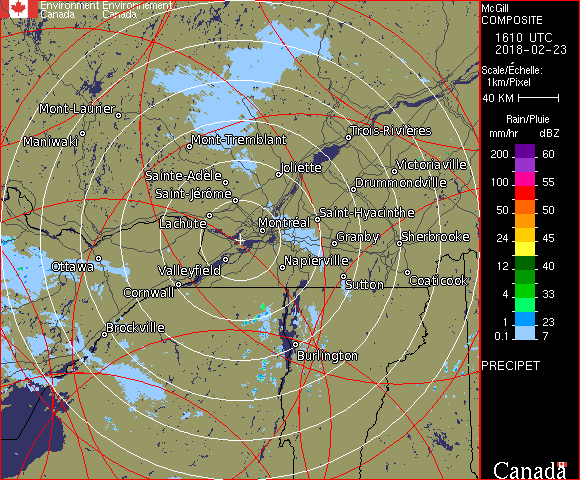 Environment Environnement
Canada Canada
McGill
COMPOSITE
1610 UTC
2018-02-23
Scale/Échelle:
1km/Pixel
40 KM
Rain/Pluie
mm/hr dBZ
200 60
150 57
100 55
50 50
24 45
12 40
4 33
1 23
0.1 7
PRECIPET
Canada
Mont-Laurier
Maniwaki
Mont-Tremblant
Trois-Rivières
Sainte-Adèle
Joliette
Victoriaville
Saint-Jérôme
Drummondville
Lachute
Montréal
Saint-Hyacinthe
Granby
Sherbrooke
Ottawa
Valleyfield
Napierville
Cornwall
Sutton
Coaticook
Brockville
Burlington